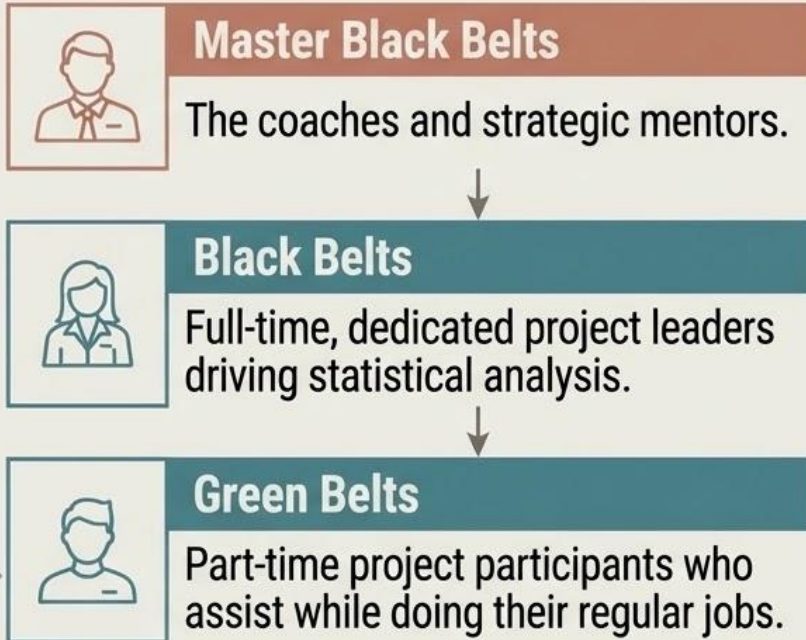 Master Black Belts
The coaches and strategic mentors.
Black Belts
Full-time, dedicated project leaders
driving statistical analysis.
Green Belts
Part-time project participants who
assist while doing their regular jobs.